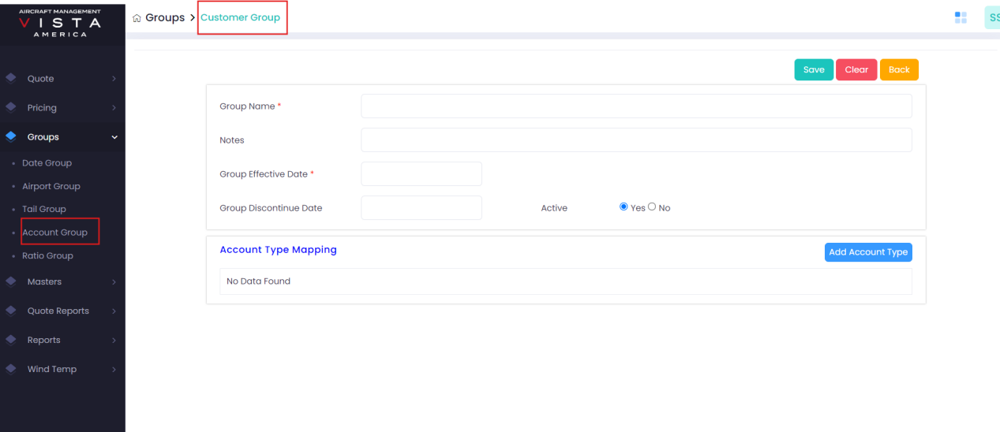 AIRCRAFT MANAGEMENT
VISTA
AMERICA
Groups > Customer Group
SS
Quote
Pricing
Groups
Date Group
Airport Group
Tail Group
Account Group
Ratio Group
Masters
Quote Reports
Reports
Wind Temp
Save Clear Back
Group Name *
Notes
Group Effective Date *
Group Discontinue Date Active Yes No
Account Type Mapping Add Account Type
No Data Found